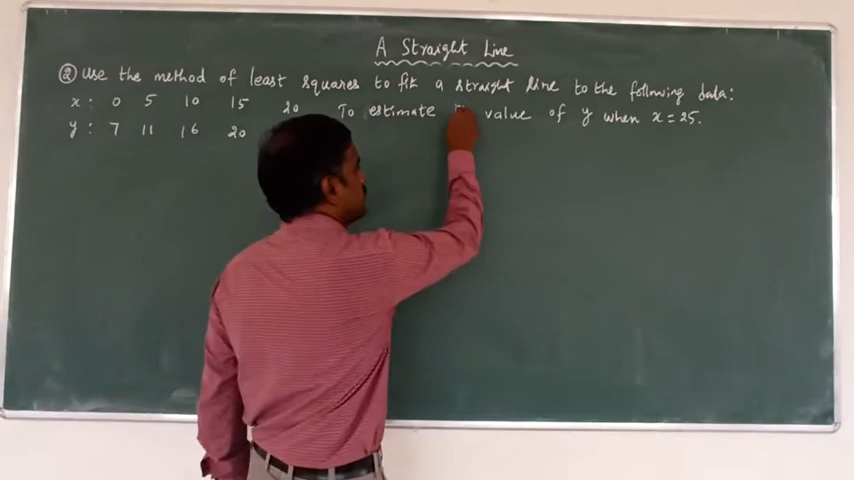 A Straight Line
② Use the method of least squares to fit a straight line to the following data:
x: 0 5 10 15 20 To estimate value of y when x = 25.
y: 7 11 16 20